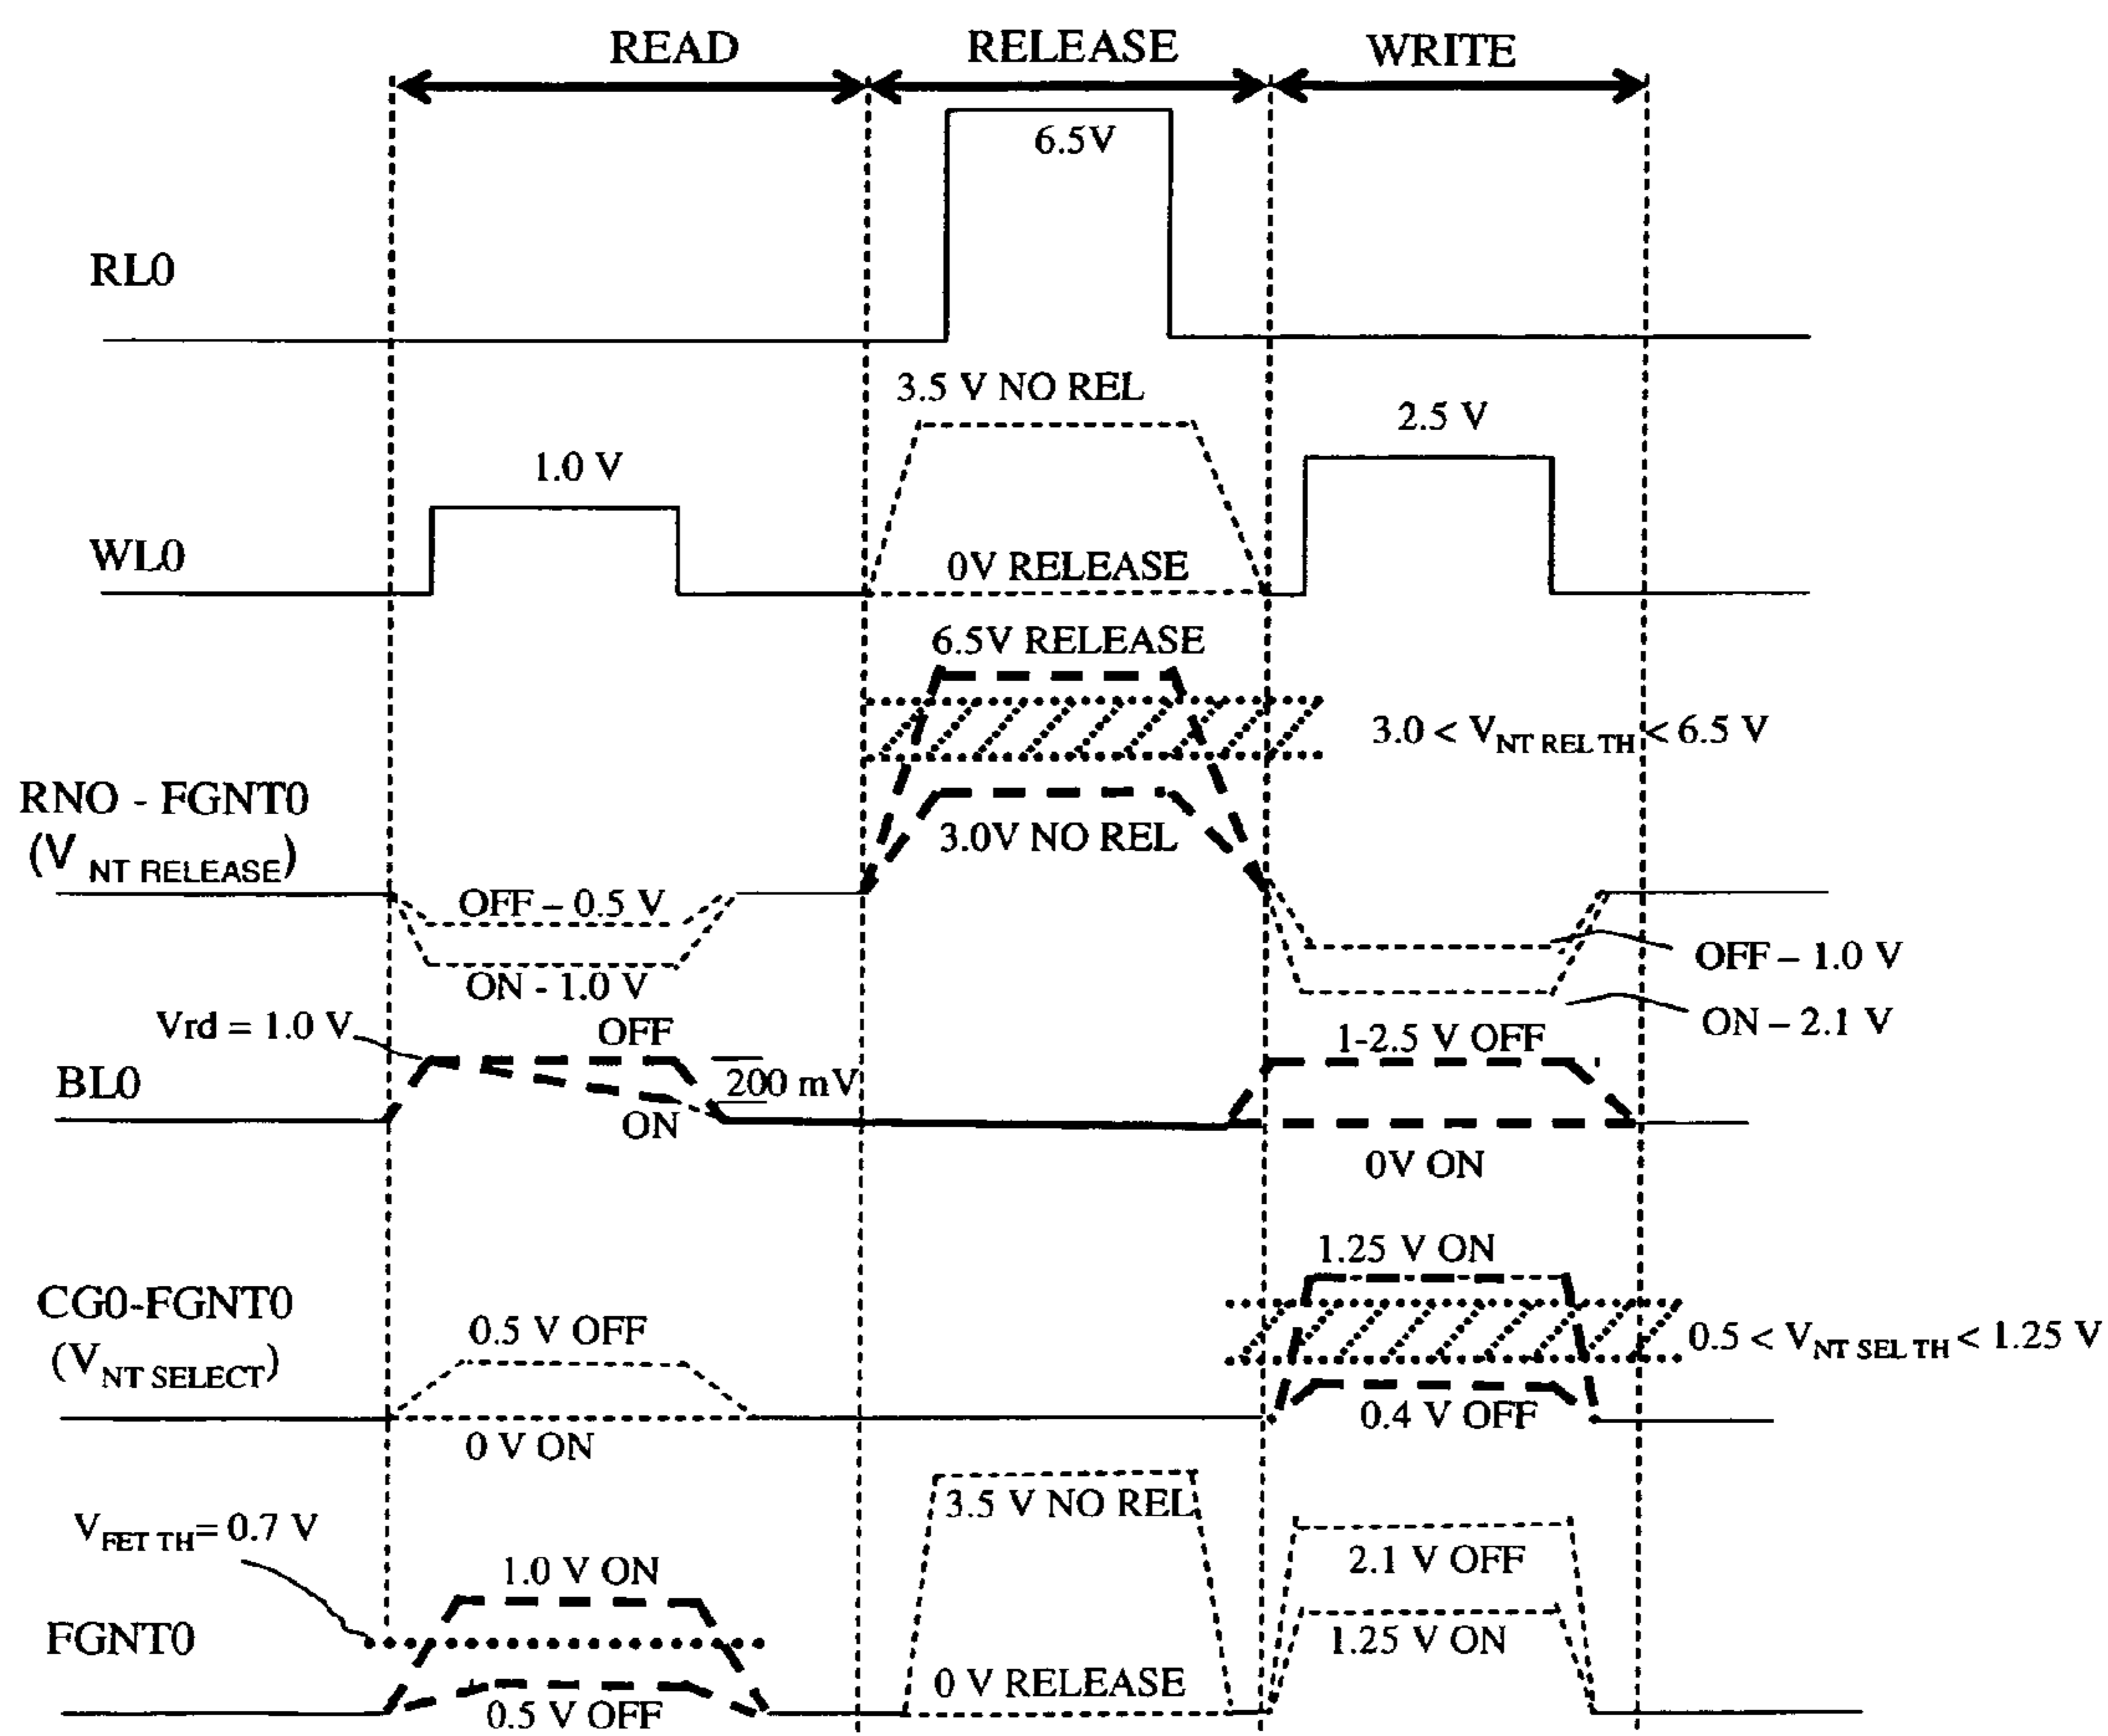 READ RELEASE WRITE
6.5V
RL0
3.5 V NO REL
2.5 V
1.0 V
WL0
0V RELEASE
6.5V RELEASE
3.0 < V NT REL TH < 6.5 V
RNO - FGNT0
3.0V NO REL
(V NT RELEASE)
OFF – 0.5 V
OFF – 1.0 V
ON - 1.0 V
Vrd = 1.0 V
OFF
1-2.5 V OFF
ON – 2.1 V
BL0
200 mV
ON
0V ON
1.25 V ON
CG0-FGNT0
0.5 V OFF
0.5 < V NT SEL TH < 1.25 V
(V NT SELECT)
0.4 V OFF
0 V ON
3.5 V NO REL
V FET TH = 0.7 V
2.1 V OFF
1.0 V ON
FGNT0
1.25 V ON
0 V RELEASE
0.5 V OFF